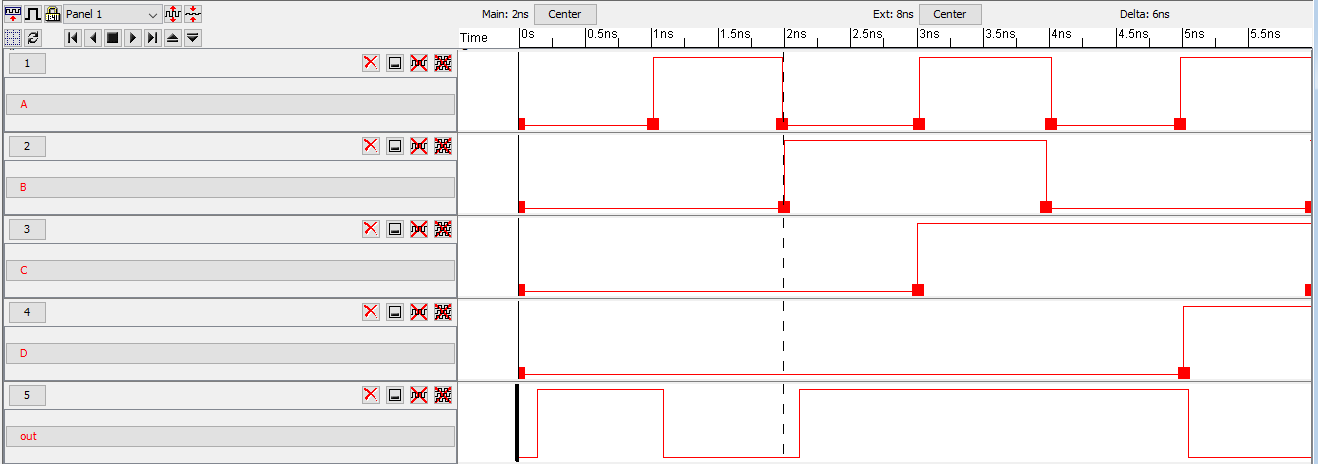 Panel 1
Main: 2ns Center Ext: 8ns Center Delta: 6ns
Time 0s 0.5ns 1ns 1.5ns 2ns 2.5ns 3ns 3.5ns 4ns 4.5ns 5ns 5.5ns
1
A
2
B
3
C
4
D
5
out